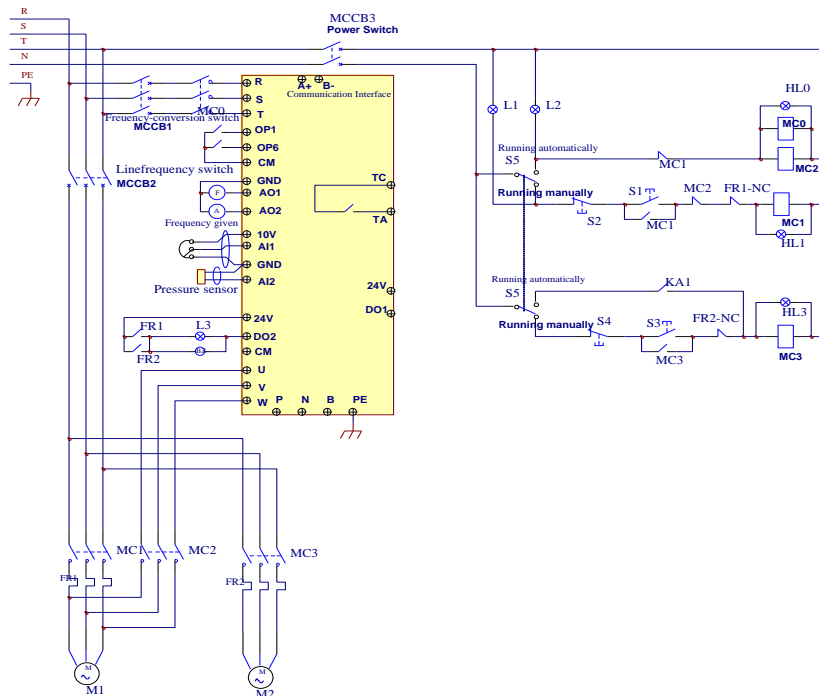 R
S
T
N
PE
MCCB3
Power Switch
R
S
T
OP1
OP6
CM
GND
AO1
AO2
10V
AI1
GND
AI2
24V
DO2
CM
U
V
W
A+
B-
Communication Interface
TC
TA
24V
DO1
P
N
B
PE
MC0
Freuency-conversion switch
MCCB1
Linefrequency switch
MCCB2
F
A
Frequency given
Pressure sensor
FR1
L3
FR2
L1
L2
HL0
MC0
MC2
Running automatically
S5
MC1
Running manually
S2
S1
MC1
MC2
FR1-NC
MC1
HL1
Running automatically
S5
KA1
Running manually
S4
S3
MC3
FR2-NC
HL3
MC3
MC1
MC2
MC3
FR1
FR2
M
M1
M
M2